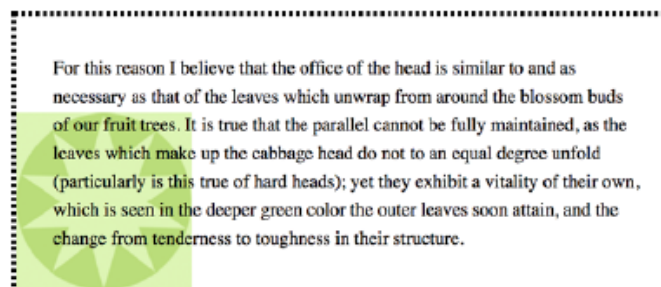 For this reason I believe that the office of the head is similar to and as
necessary as that of the leaves which unwrap from around the blossom buds
of our fruit trees. It is true that the parallel cannot be fully maintained, as the
leaves which make up the cabbage head do not to an equal degree unfold
(particularly is this true of hard heads); yet they exhibit a vitality of their own,
which is seen in the deeper green color the outer leaves soon attain, and the
change from tenderness to toughness in their structure.